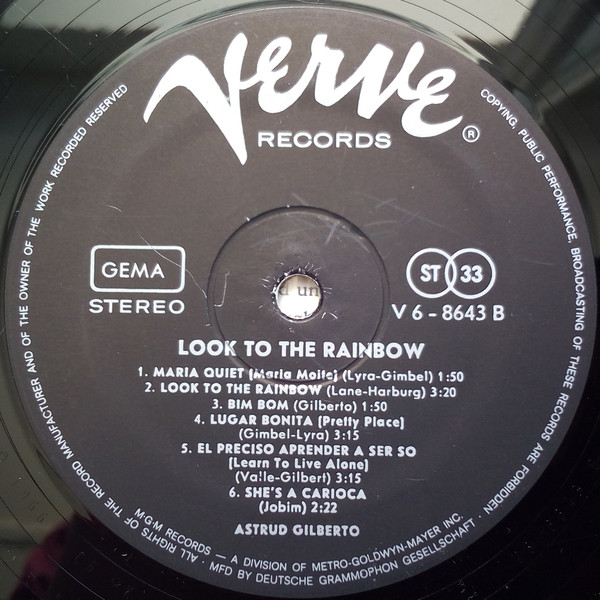 Verve
RECORDS
®
ALL RIGHTS OF THE RECORD MANUFACTURER AND OF THE OWNER OF THE WORK RECORDED RESERVED
COPYING, PUBLIC PERFORMANCE, BROADCASTING OF THESE RECORDS ARE FORBIDDEN
GEMA
STEREO
ST 33
V 6 - 8643 B
d un
LOOK TO THE RAINBOW
1. MARIA QUIET [Maria Moite] (Lyra-Gimbel) 1:50
2. LOOK TO THE RAINBOW (Lane-Harburg) 3:20
3. BIM BOM (Gilberto) 1:50
4. LUGAR BONITA [Pretty Place]
(Gimbel-Lyra) 3:15
5. EL PRECISO APRENDER A SER SO
[Learn To Live Alone]
(Valle-Gilbert) 3:15
6. SHE'S A CARIOCA
(Jobim) 2:22
ASTRUD GILBERTO
M·G·M RECORDS — A DIVISION OF METRO-GOLDWYN-MAYER INC.
· MFD BY DEUTSCHE GRAMMOPHON GESELLSCHAFT ·